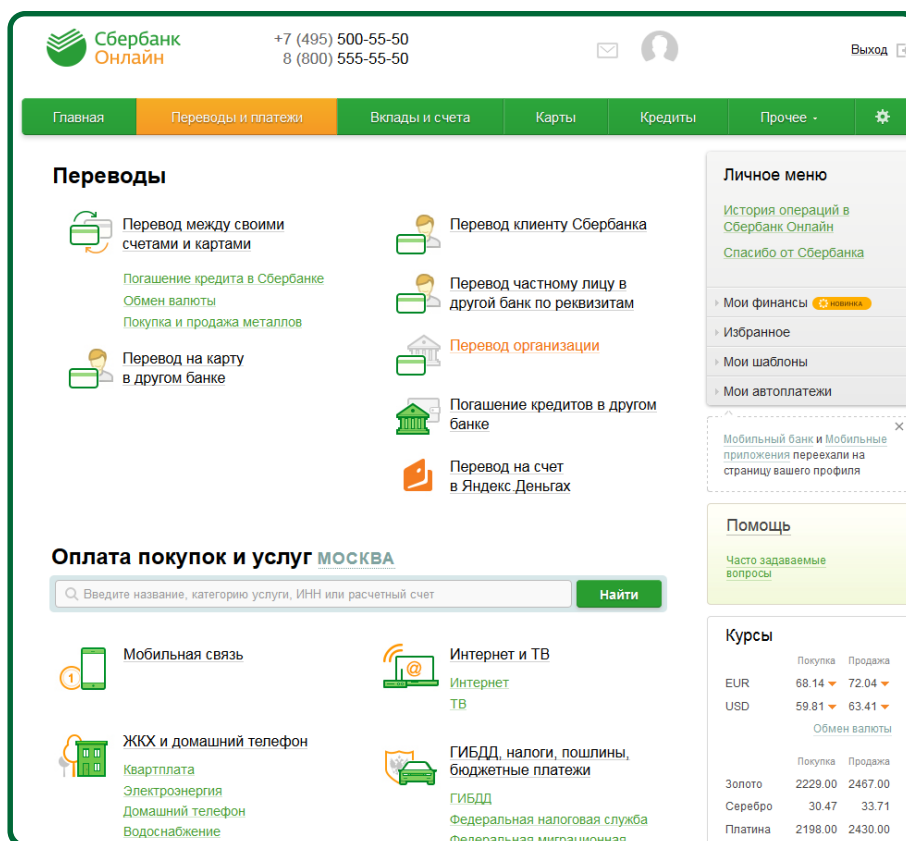 Сбербанк
Онлайн
+7 (495) 500-55-50
8 (800) 555-55-50
Выход
Главная
Переводы и платежи
Вклады и счета
Карты
Кредиты
Прочее
Переводы
Перевод между своими
счетами и картами
Погашение кредита в Сбербанке
Обмен валюты
Покупка и продажа металлов
Перевод на карту
в другом банке
Перевод клиенту Сбербанка
Перевод частному лицу в
другой банк по реквизитам
Перевод организации
Погашение кредитов в другом
банке
Перевод на счет
в Яндекс.Деньгах
Оплата покупок и услуг МОСКВА
Введите название, категорию услуги, ИНН или расчетный счет
Найти
Мобильная связь
Интернет и ТВ
Интернет
ТВ
ЖКХ и домашний телефон
Квартплата
Электроэнергия
Домашний телефон
Водоснабжение
ГИБДД, налоги, пошлины,
бюджетные платежи
ГИБДД
Федеральная налоговая служба
Федеральная миграционная
Личное меню
История операций в
Сбербанк Онлайн
Спасибо от Сбербанка
Мои финансы НОВИНКА
Избранное
Мои шаблоны
Мои автоплатежи
Мобильный банк и Мобильные
приложения переехали на
страницу вашего профиля
Помощь
Часто задаваемые
вопросы
Курсы
Покупка Продажа
EUR 68.14 72.04
USD 59.81 63.41
Обмен валюты
Покупка Продажа
Золото 2229.00 2467.00
Серебро 30.47 33.71
Платина 2198.00 2430.00